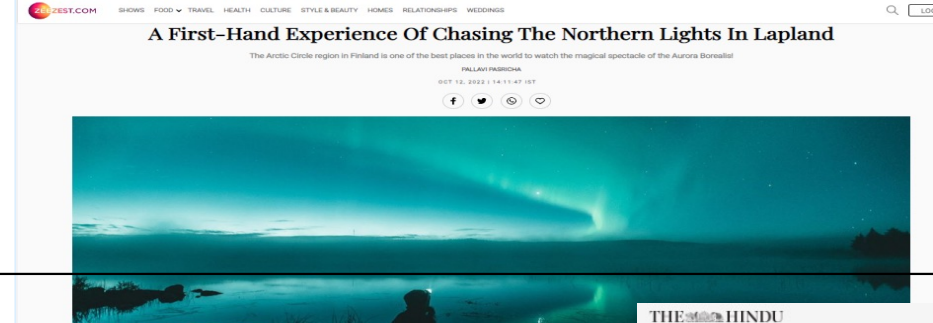 ZEEZEST.COM SHOWS FOOD TRAVEL HEALTH CULTURE STYLE & BEAUTY HOMES RELATIONSHIPS WEDDINGS LO
A First-Hand Experience Of Chasing The Northern Lights In Lapland
The Arctic Circle region in Finland is one of the best places in the world to watch the magical spectacle of the Aurora Borealis!
PALLAVI PASRICHA
OCT 12, 2022 | 14:11:47 IST
THE HINDU